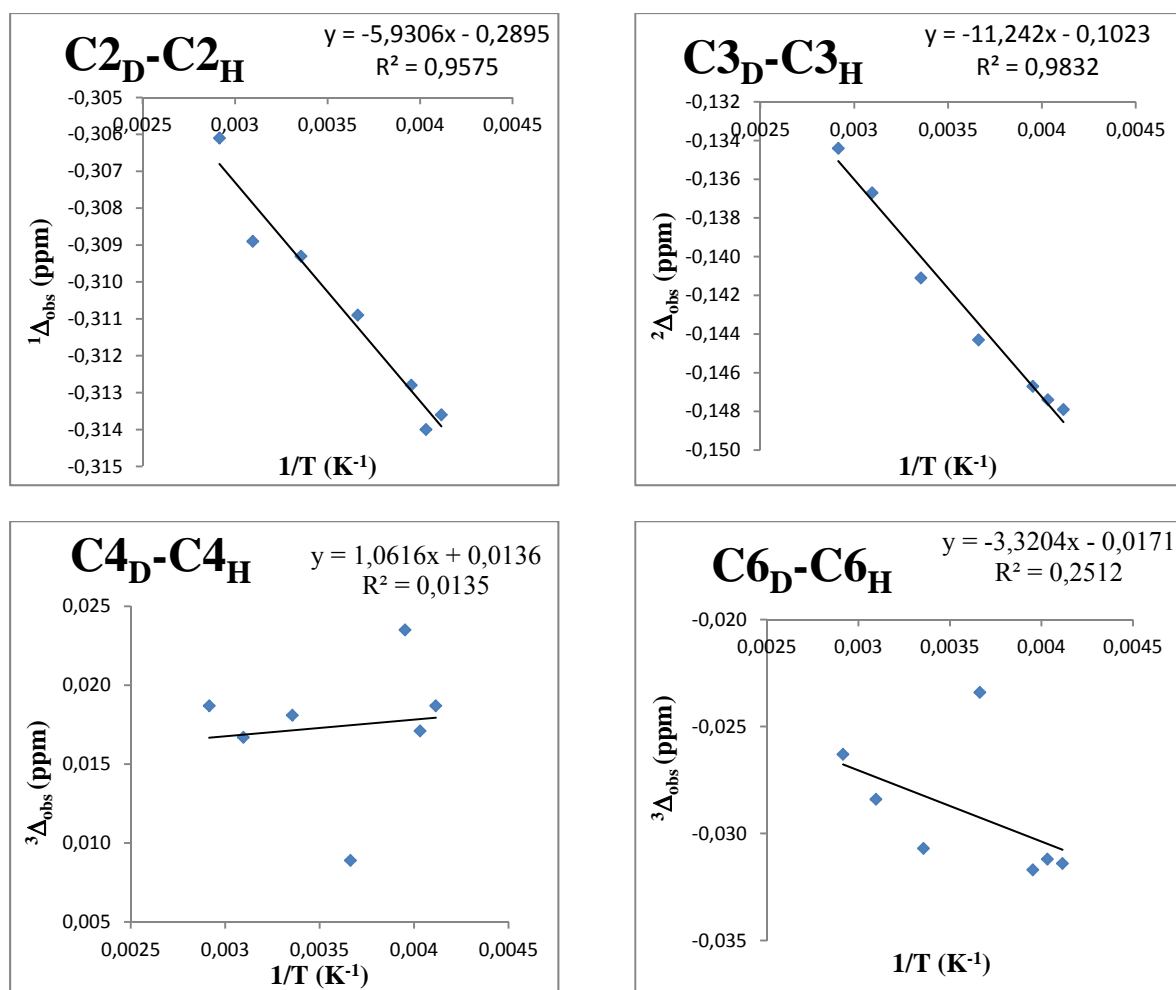 C2D-C2H
y = -5,9306x - 0,2895
R² = 0,9575
-0,305
-0,306
-0,307
-0,308
-0,309
-0,310
-0,311
-0,312
-0,313
-0,314
-0,315
0,0025 0,003 0,0035 0,004 0,0045
¹Δobs (ppm)
1/T (K⁻¹)
C3D-C3H
y = -11,242x - 0,1023
R² = 0,9832
-0,132
-0,134
-0,136
-0,138
-0,140
-0,142
-0,144
-0,146
-0,148
-0,150
0,0025 0,003 0,0035 0,004 0,0045
²Δobs (ppm)
1/T (K⁻¹)
C4D-C4H
y = 1,0616x + 0,0136
R² = 0,0135
0,025
0,020
0,015
0,010
0,005
0,0025 0,003 0,0035 0,004 0,0045
³Δobs (ppm)
1/T (K⁻¹)
C6D-C6H
y = -3,3204x - 0,0171
R² = 0,2512
-0,020
-0,025
-0,030
-0,035
0,0025 0,003 0,0035 0,004 0,0045
³Δobs (ppm)
1/T (K⁻¹)